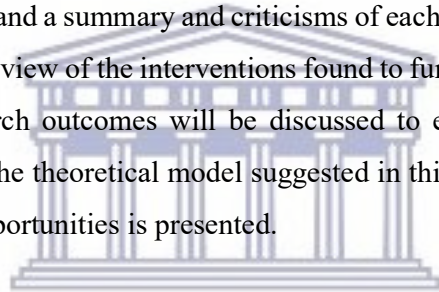 and a summary and criticisms of each
view of the interventions found to fur
rch outcomes will be discussed to e
he theoretical model suggested in thi
portunities is presented.